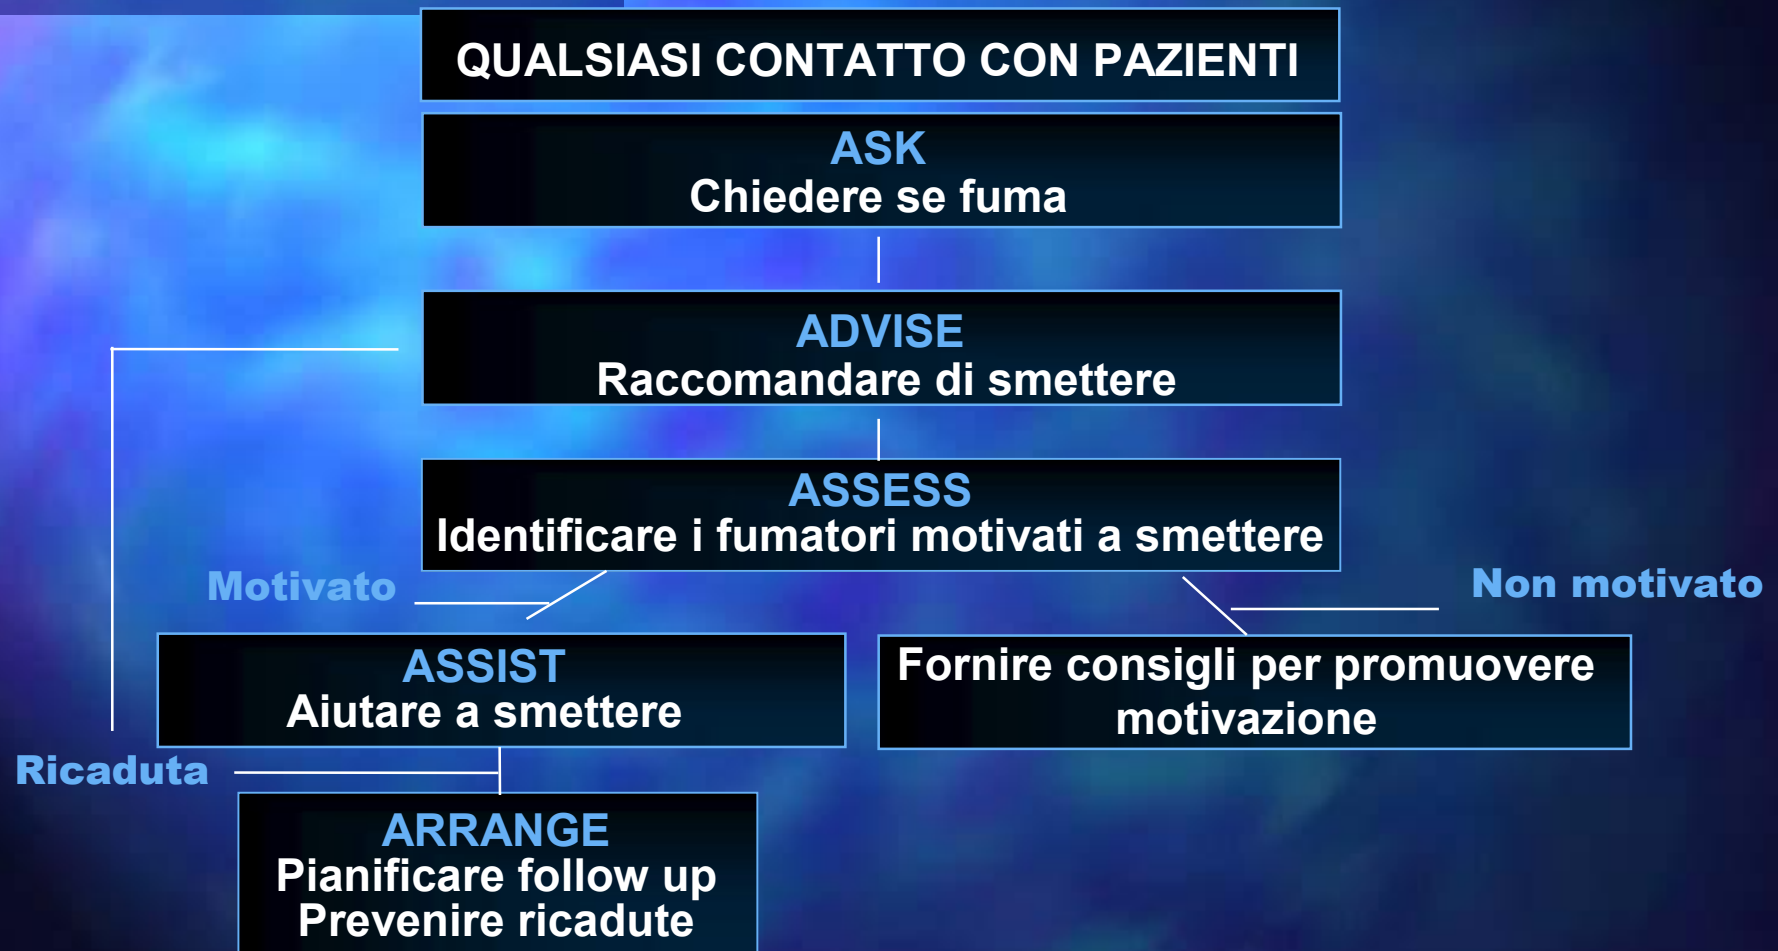 QUALSIASI CONTATTO CON PAZIENTI
ASK
Chiedere se fuma
ADVISE
Raccomandare di smettere
ASSESS
Identificare i fumatori motivati a smettere
Motivato
Non motivato
ASSIST
Aiutare a smettere
Fornire consigli per promuovere
motivazione
Ricaduta
ARRANGE
Pianificare follow up
Prevenire ricadute